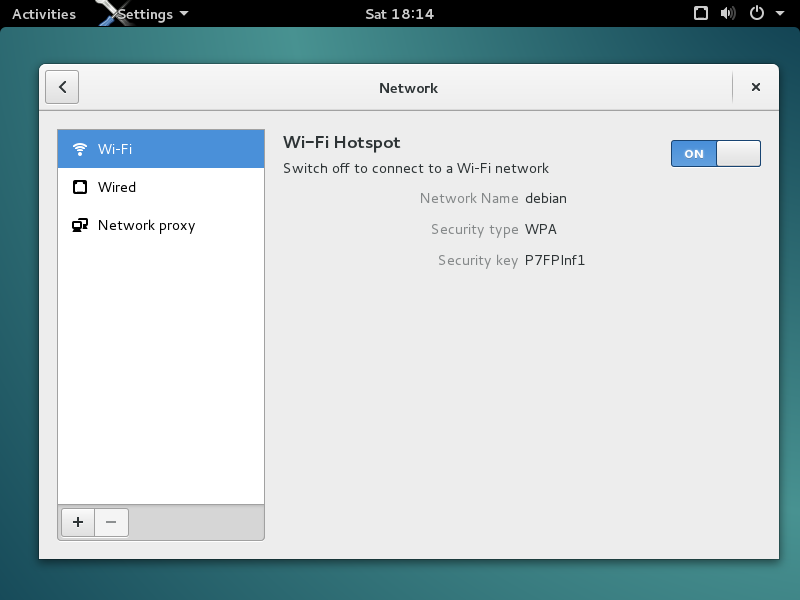 Activities Settings Sat 18:14
Network
Wi-Fi
Wired
Network proxy
Wi-Fi Hotspot
ON
Switch off to connect to a Wi-Fi network
Network Name debian
Security type WPA
Security key P7FPInf1